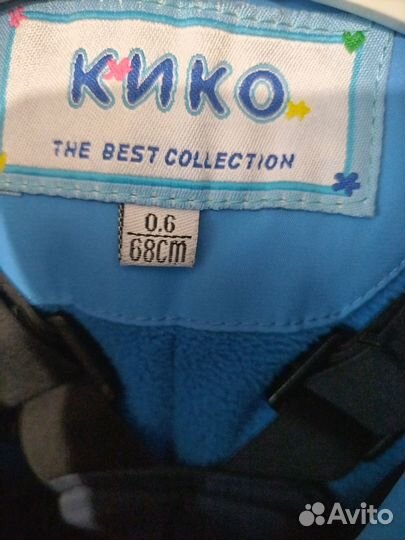 КИКО
THE BEST COLLECTION
0.6
68cm
Avito